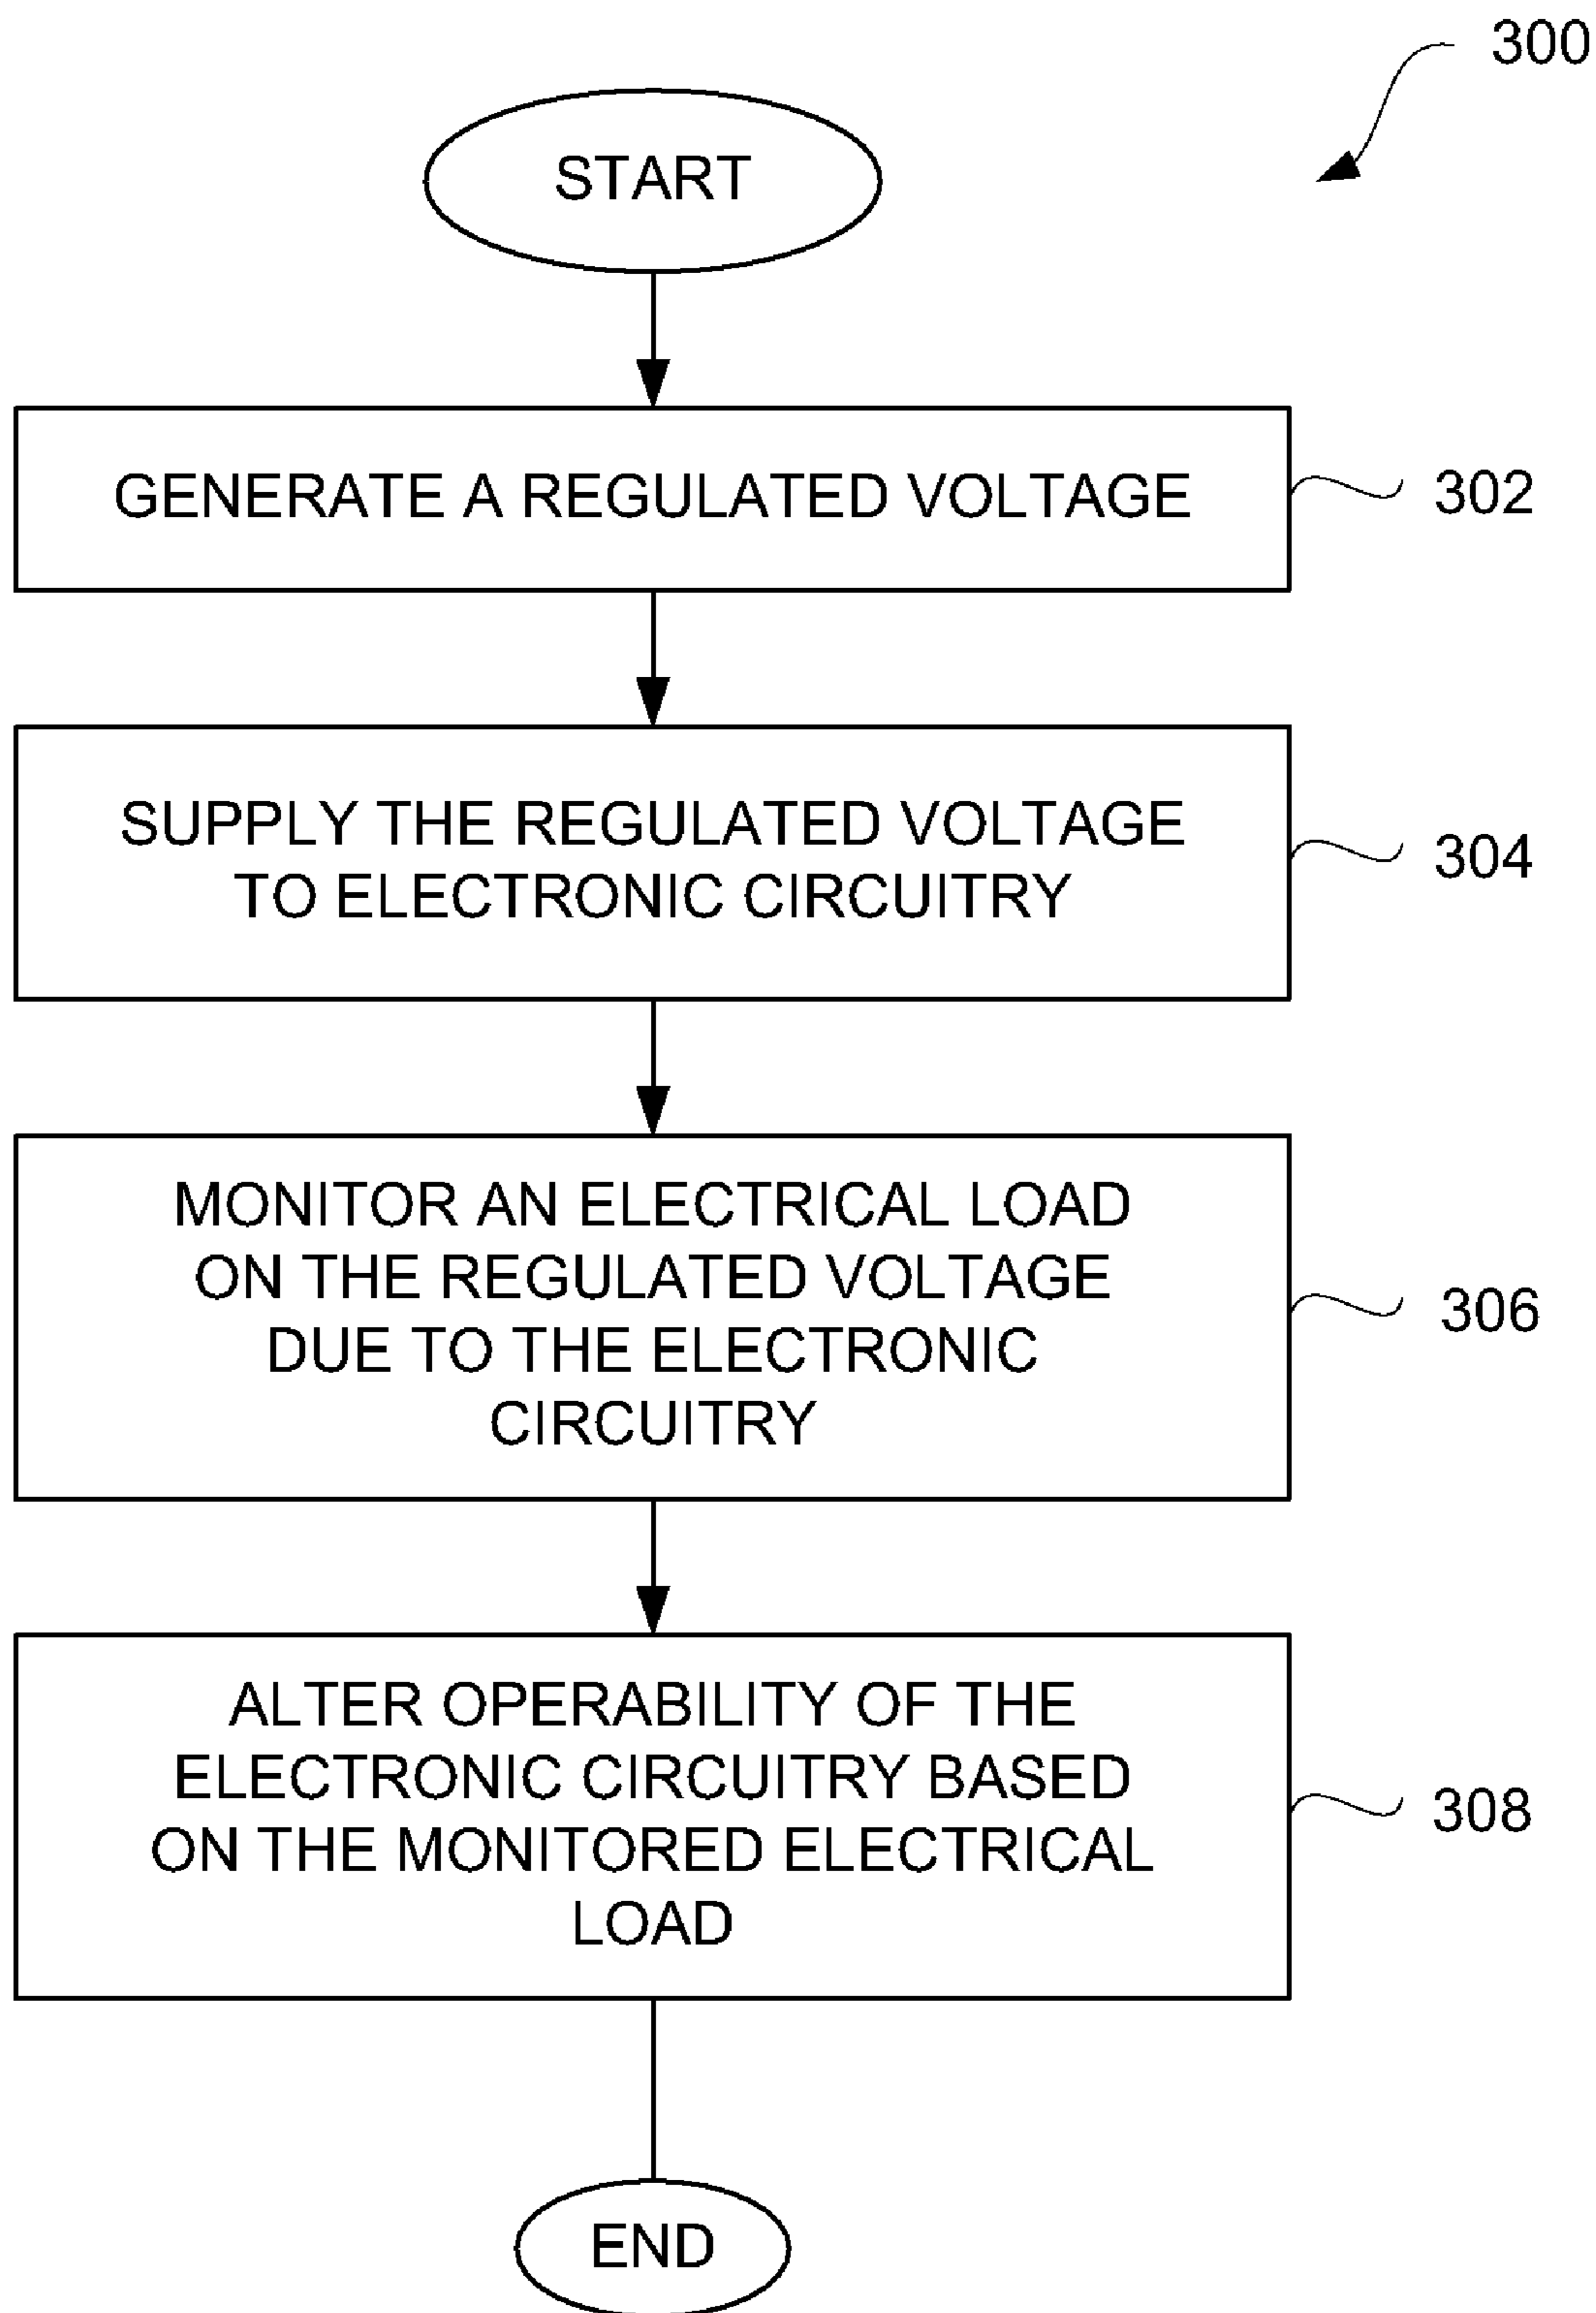 300
START
GENERATE A REGULATED VOLTAGE
302
SUPPLY THE REGULATED VOLTAGE
TO ELECTRONIC CIRCUITRY
304
MONITOR AN ELECTRICAL LOAD
ON THE REGULATED VOLTAGE
DUE TO THE ELECTRONIC
CIRCUITRY
306
ALTER OPERABILITY OF THE
ELECTRONIC CIRCUITRY BASED
ON THE MONITORED ELECTRICAL
LOAD
308
END